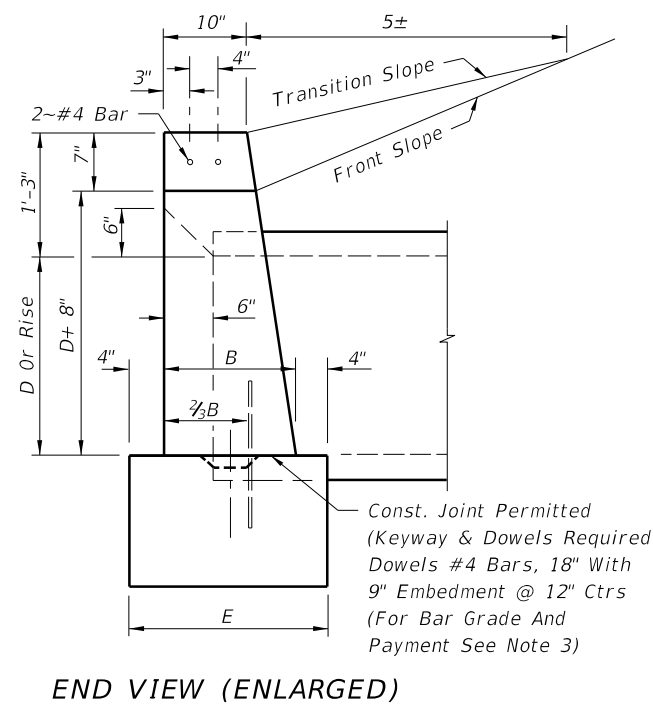 10"
5±
4"
3"
Transition Slope
2~#4 Bar
Front Slope
7"
1'-3"
6"
6"
D Or Rise
D+ 8"
4"
B
4"
⅔B
Const. Joint Permitted
(Keyway & Dowels Required
Dowels #4 Bars, 18" With
9" Embedment @ 12" Ctrs
(For Bar Grade And
Payment See Note 3)
E
END VIEW (ENLARGED)